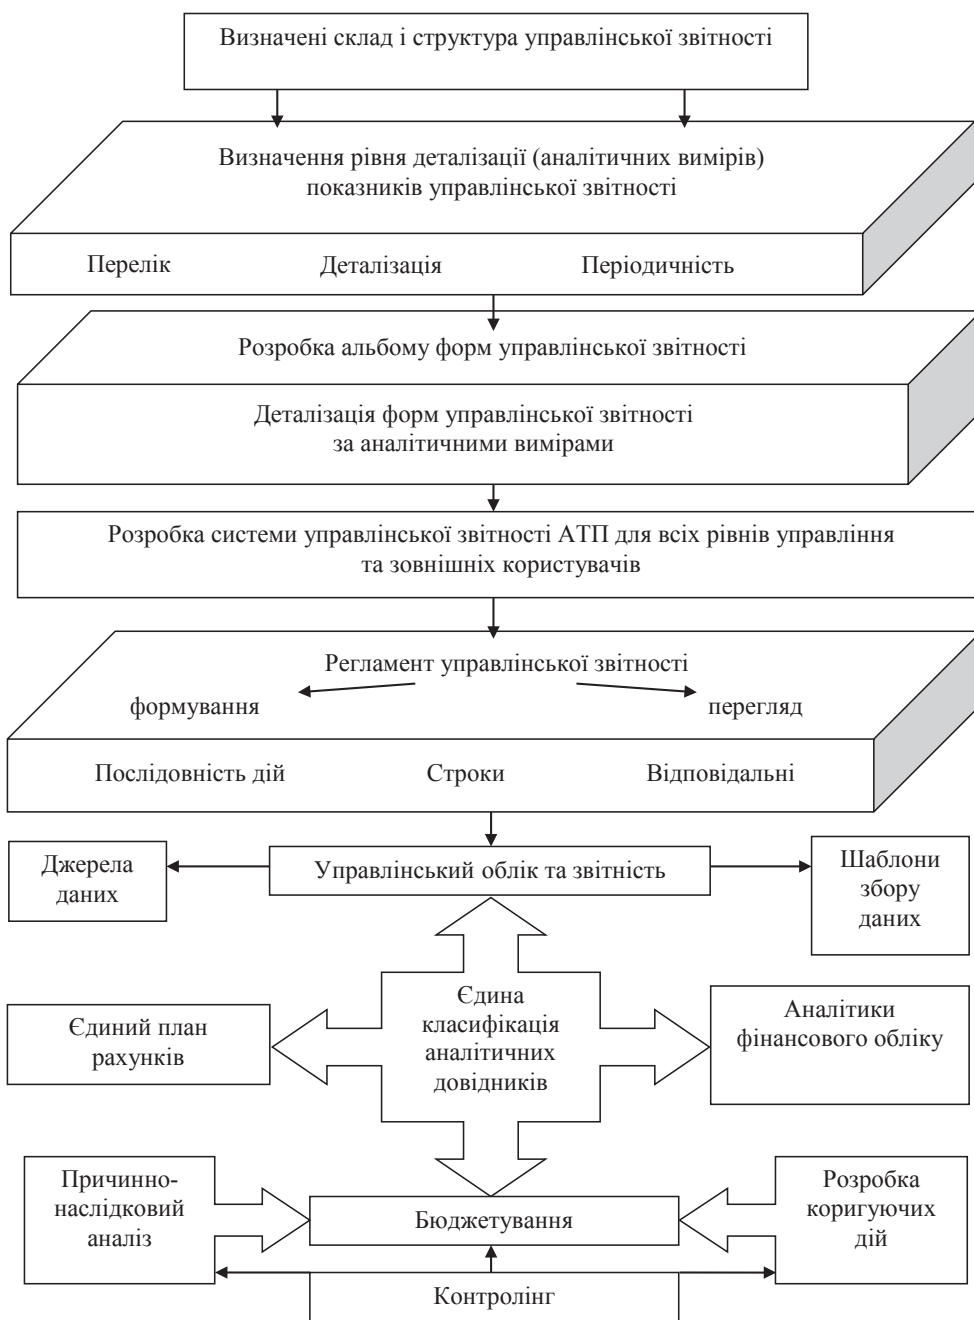 Визначені склад і структура управлінської звітності
Визначення рівня деталізації (аналітичних вимірів)
показників управлінської звітності
Перелік
Деталізація
Періодичність
Розробка альбому форм управлінської звітності
Деталізація форм управлінської звітності
за аналітичними вимірами
Розробка системи управлінської звітності АТП для всіх рівнів управління
та зовнішніх користувачів
Регламент управлінської звітності
формування
перегляд
Послідовність дій
Строки
Відповідальні
Джерела
даних
Управлінський облік та звітність
Шаблони
збору
даних
Єдиний план
рахунків
Єдина
класифікація
аналітичних
довідників
Аналітики
фінансового обліку
Причинно-
наслідковий
аналіз
Бюджетування
Розробка
коригуючих
дій
Контролінг